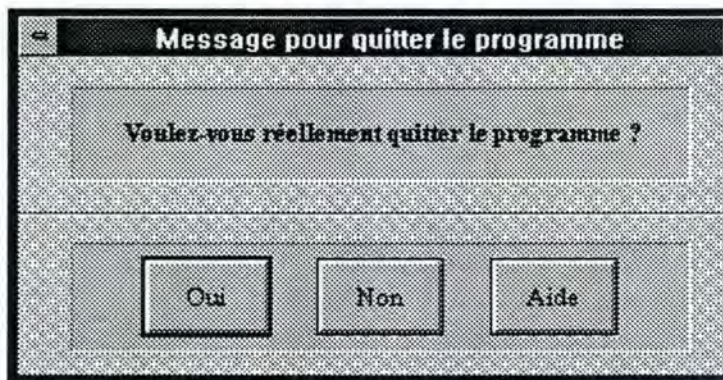 Message pour quitter le programme
Voulez-vous réellement quitter le programme ?
Oui Non Aide